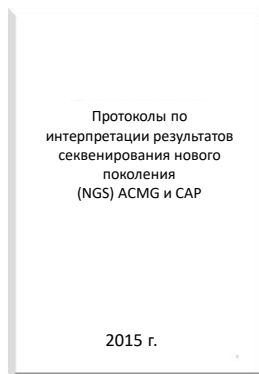 Протоколы по
интерпретации результатов
секвенирования нового
поколения
(NGS) ACMG и CAP
2015 г.